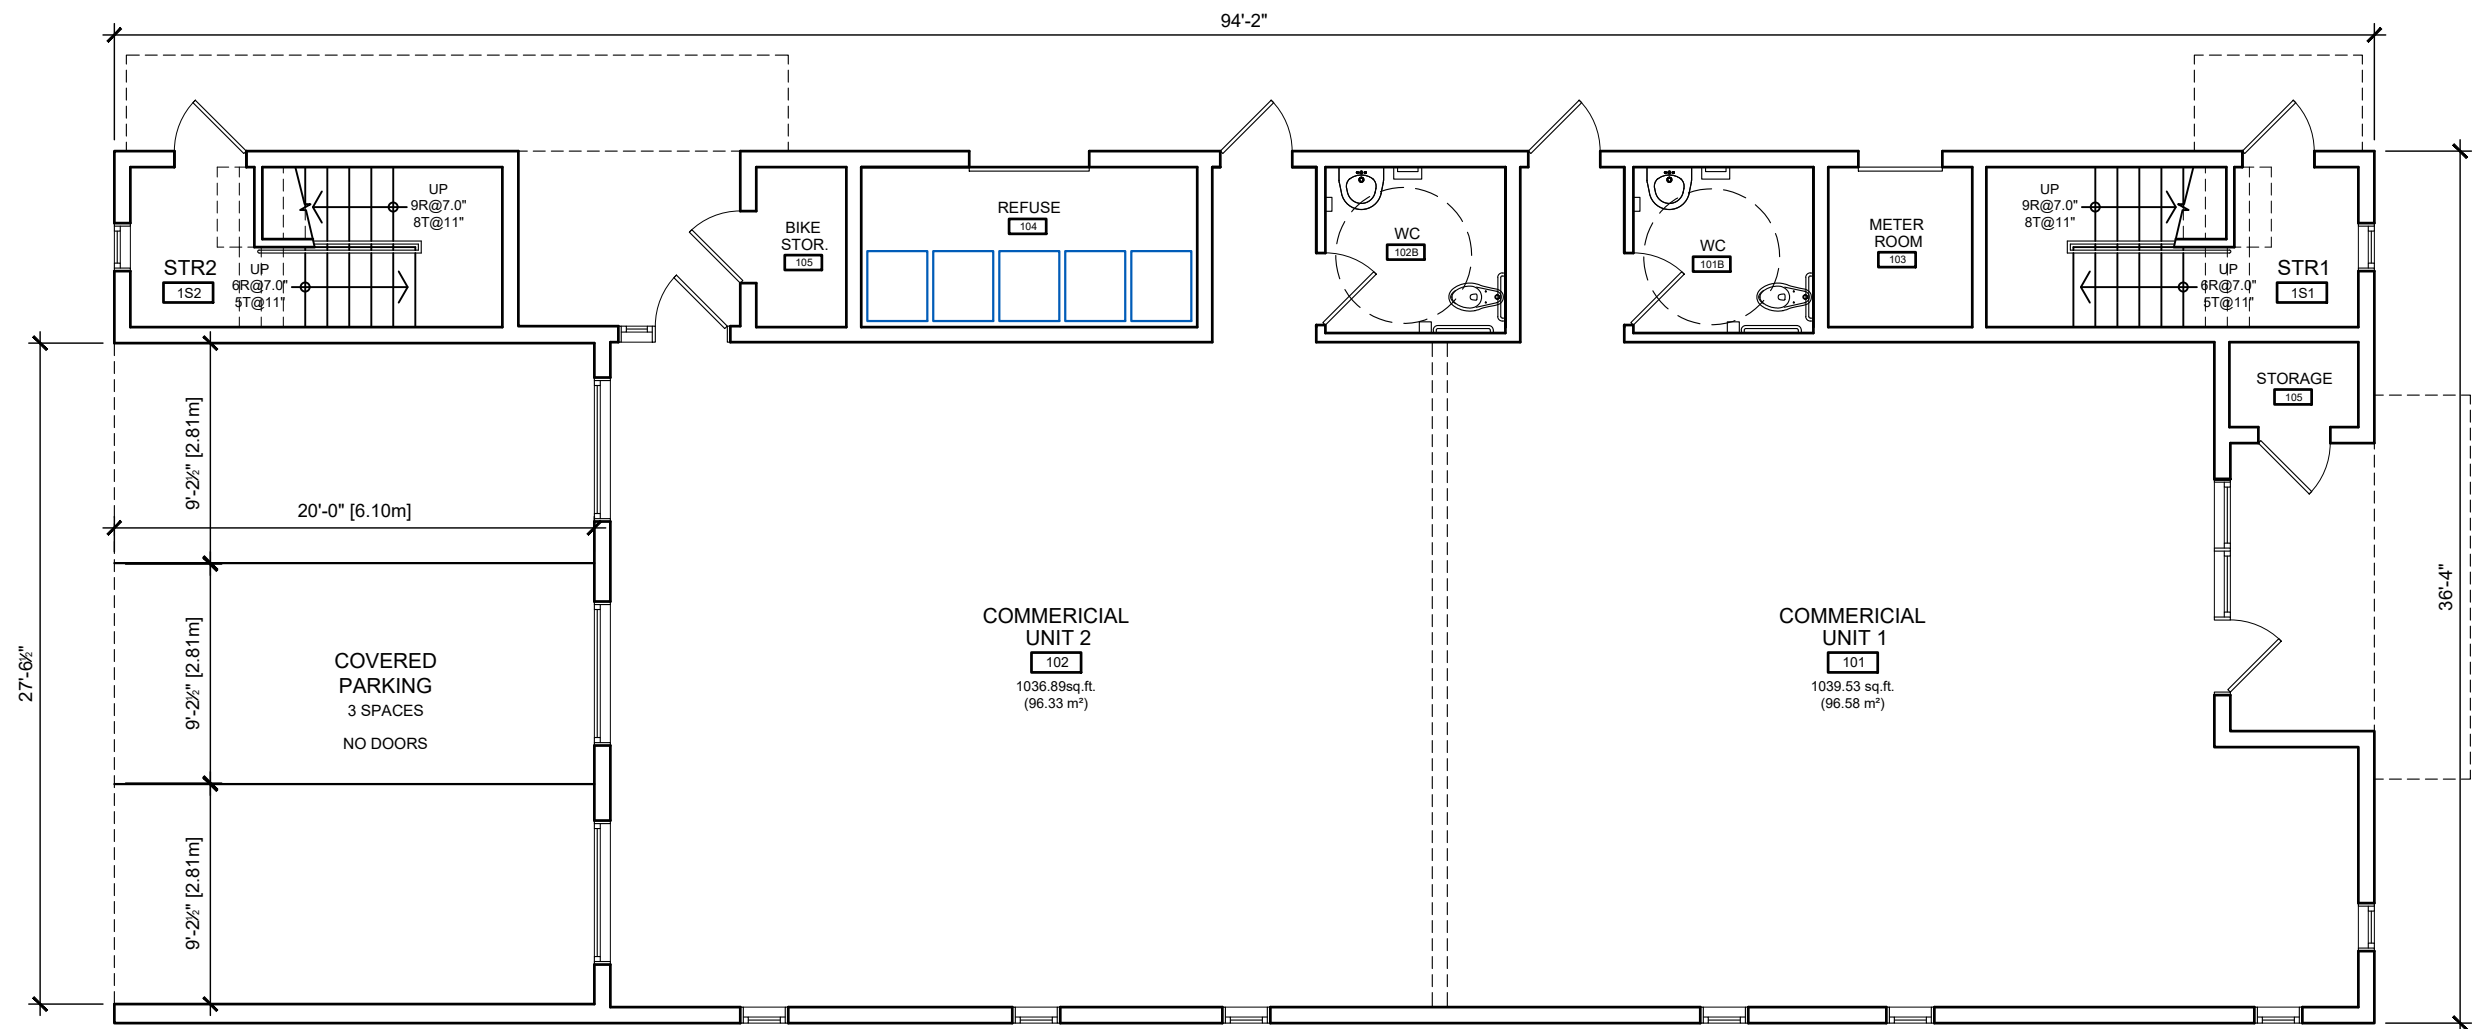 94'-2"
UP
9R@7.0"
8T@11"
STR2
1S2
UP
6R@7.0"
5T@11"
BIKE
STOR.
105
REFUSE
104
WC
102B
WC
101B
METER
ROOM
103
UP
9R@7.0"
8T@11"
UP
6R@7.0"
5T@11"
STR1
1S1
STORAGE
105
9'-2½" [2.81m]
20'-0" [6.10m]
27'-6½"
9'-2½" [2.81m]
COVERED
PARKING
3 SPACES
NO DOORS
9'-2½" [2.81m]
COMMERICIAL
UNIT 2
102
1036.89sq.ft.
(96.33 m²)
COMMERICIAL
UNIT 1
101
1039.53 sq.ft.
(96.58 m²)
36'-4"